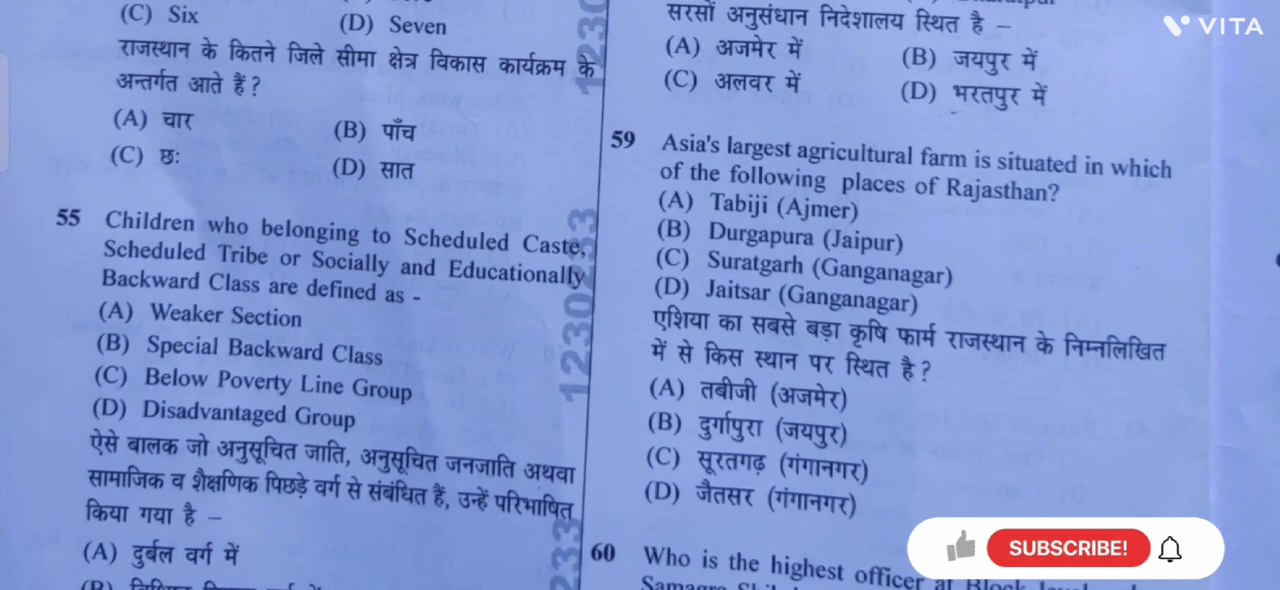 (C) Six
(D) Seven
राजस्थान के कितने जिले सीमा क्षेत्र विकास कार्यक्रम के
अन्तर्गत आते हैं?
(A) चार
(B) पाँच
(C) छः
(D) सात
55 Children who belonging to Scheduled Caste,
Scheduled Tribe or Socially and Educationally
Backward Class are defined as -
(A) Weaker Section
(B) Special Backward Class
(C) Below Poverty Line Group
(D) Disadvantaged Group
ऐसे बालक जो अनुसूचित जाति, अनुसूचित जनजाति अथवा
सामाजिक व शैक्षणिक पिछड़े वर्ग से संबंधित हैं, उन्हें परिभाषित
किया गया है –
(A) दुर्बल वर्ग में
1230
1230233
233
सरसों अनुसंधान निदेशालय स्थित है –
(A) अजमेर में
(B) जयपुर में
(C) अलवर में
(D) भरतपुर में
59 Asia's largest agricultural farm is situated in which
of the following places of Rajasthan?
(A) Tabiji (Ajmer)
(B) Durgapura (Jaipur)
(C) Suratgarh (Ganganagar)
(D) Jaitsar (Ganganagar)
एशिया का सबसे बड़ा कृषि फार्म राजस्थान के निम्नलिखित
में से किस स्थान पर स्थित है?
(A) तबीजी (अजमेर)
(B) दुर्गापुरा (जयपुर)
(C) सूरतगढ़ (गंगानगर)
(D) जैतसर (गंगानगर)
60 Who is the highest officer at Block
VITA
SUBSCRIBE!